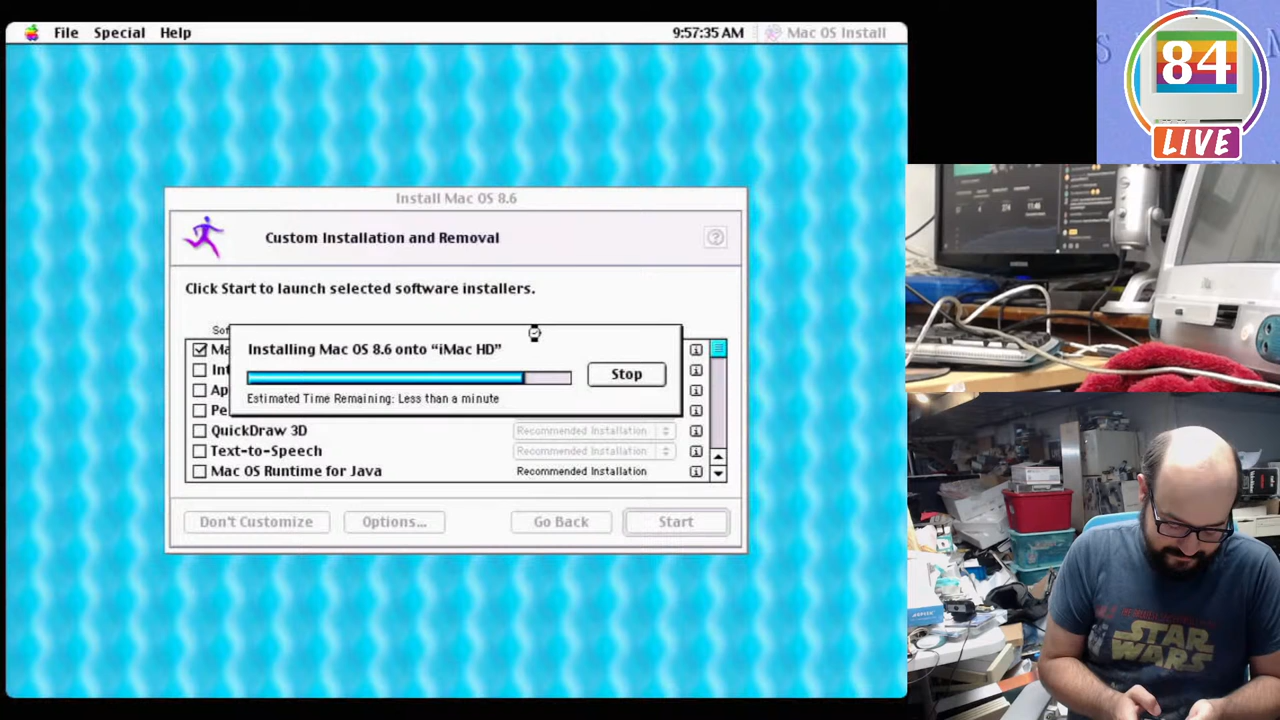 File Special Help 9:57:35 AM Mac OS Install
84
LIVE
Install Mac OS 8.6
Custom Installation and Removal
Click Start to launch selected software installers.
Installing Mac OS 8.6 onto “iMac HD”
Stop
Estimated Time Remaining: Less than a minute
QuickDraw 3D Recommended Installation
Text-to-Speech Recommended Installation
Mac OS Runtime for Java Recommended Installation
Don't Customize Options... Go Back Start
STAR
WARS